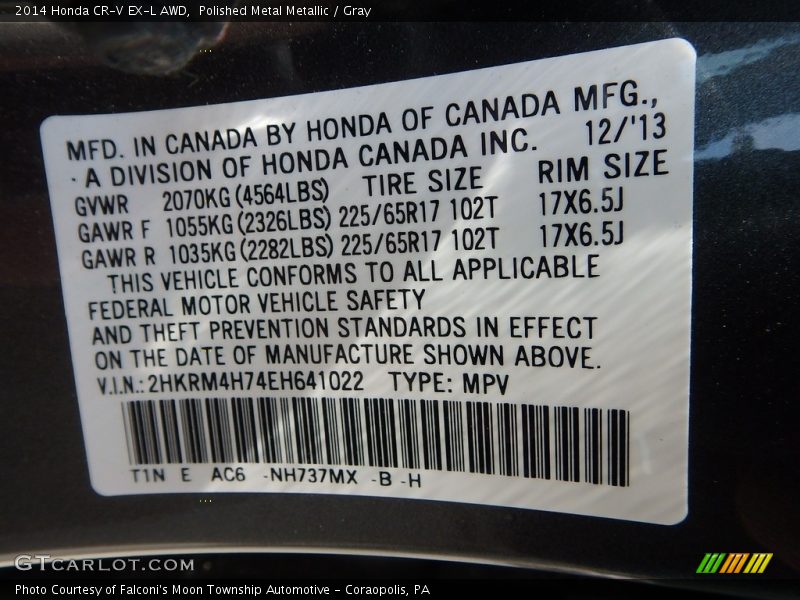 2014 Honda CR-V EX-L AWD, Polished Metal Metallic / Gray
MFD. IN CANADA BY HONDA OF CANADA MFG.,
A DIVISION OF HONDA CANADA INC. 12/'13
GVWR 2070KG(4564LBS) TIRE SIZE RIM SIZE
GAWR F 1055KG(2326LBS) 225/65R17 102T 17X6.5J
GAWR R 1035KG(2282LBS) 225/65R17 102T 17X6.5J
THIS VEHICLE CONFORMS TO ALL APPLICABLE
FEDERAL MOTOR VEHICLE SAFETY
AND THEFT PREVENTION STANDARDS IN EFFECT
ON THE DATE OF MANUFACTURE SHOWN ABOVE.
V.I.N.:2HKRM4H74EH641022 TYPE: MPV
T1N E AC6 -NH737MX -B -H
GTCARLOT.COM
Photo Courtesy of Falconi's Moon Township Automotive - Coraopolis, PA